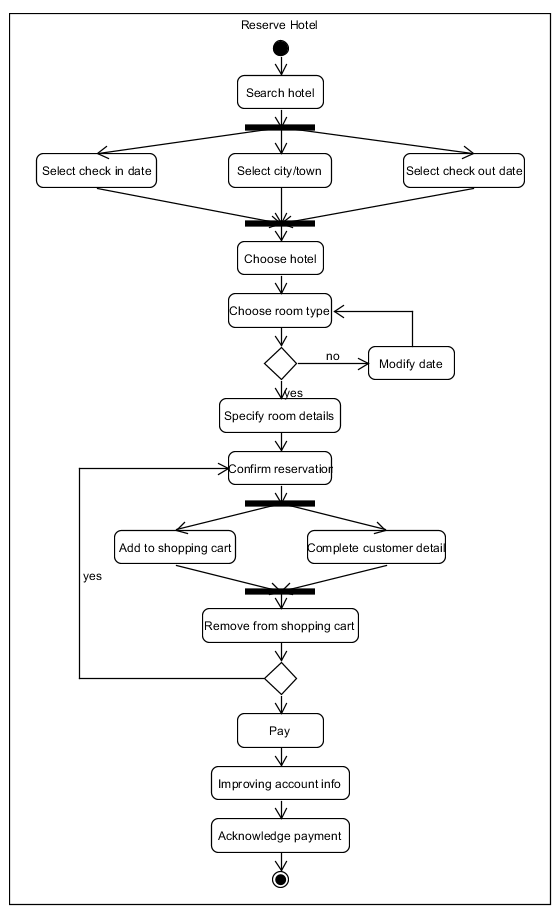 Reserve Hotel
Search hotel
Select check in date
Select city/town
Select check out date
Choose hotel
Choose room type
no
Modify date
yes
Specify room details
Confirm reservation
Add to shopping cart
Complete customer detail
yes
Remove from shopping cart
Pay
Improving account info
Acknowledge payment